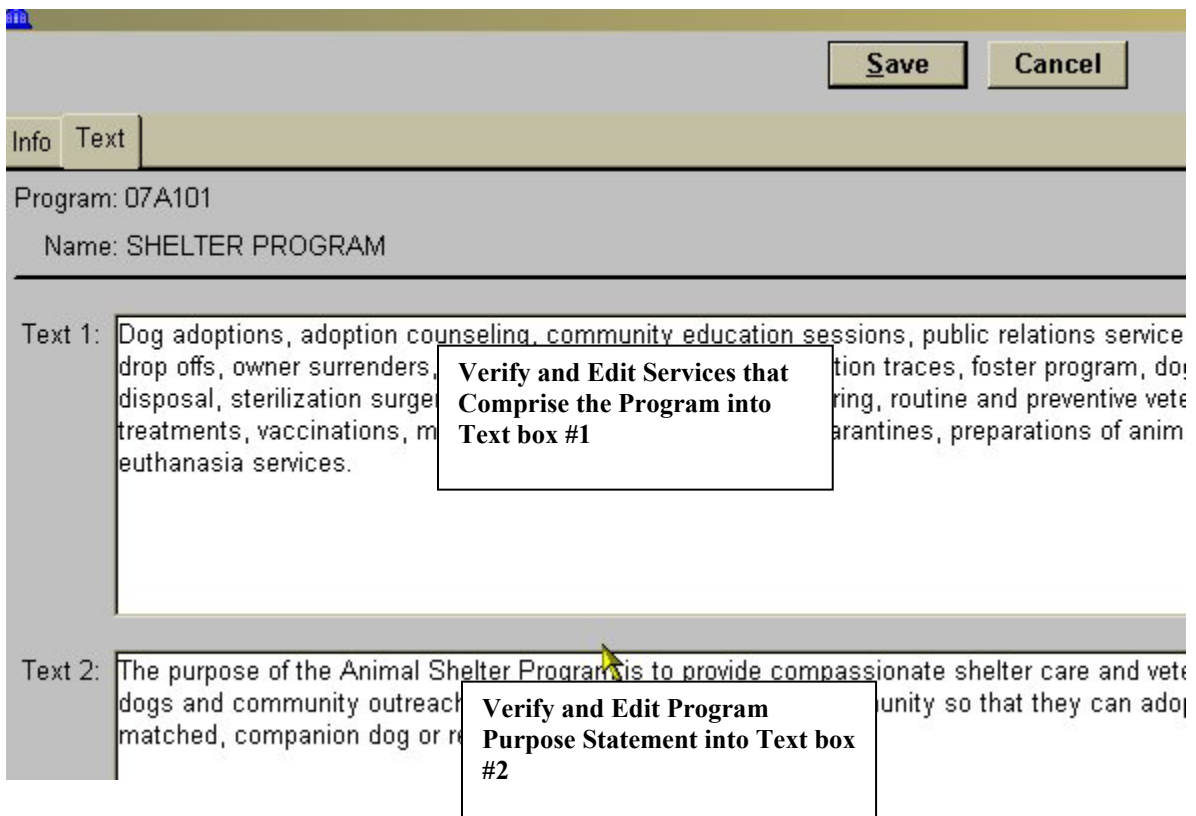 Save Cancel
Info Text
Program: 07A101
Name: SHELTER PROGRAM
Text 1: Dog adoptions, adoption counseling, community education sessions, public relations service
drop offs, owner surrenders, tion traces, foster program, dog
disposal, sterilization surger ring, routine and preventive vete
treatments, vaccinations, m arantines, preparations of anim
euthanasia services.
Verify and Edit Services that
Comprise the Program into
Text box #1
Text 2: The purpose of the Animal Shelter Program is to provide compassionate shelter care and vete
dogs and community outreach unity so that they can adop
matched, companion dog or re
Verify and Edit Program
Purpose Statement into Text box
#2